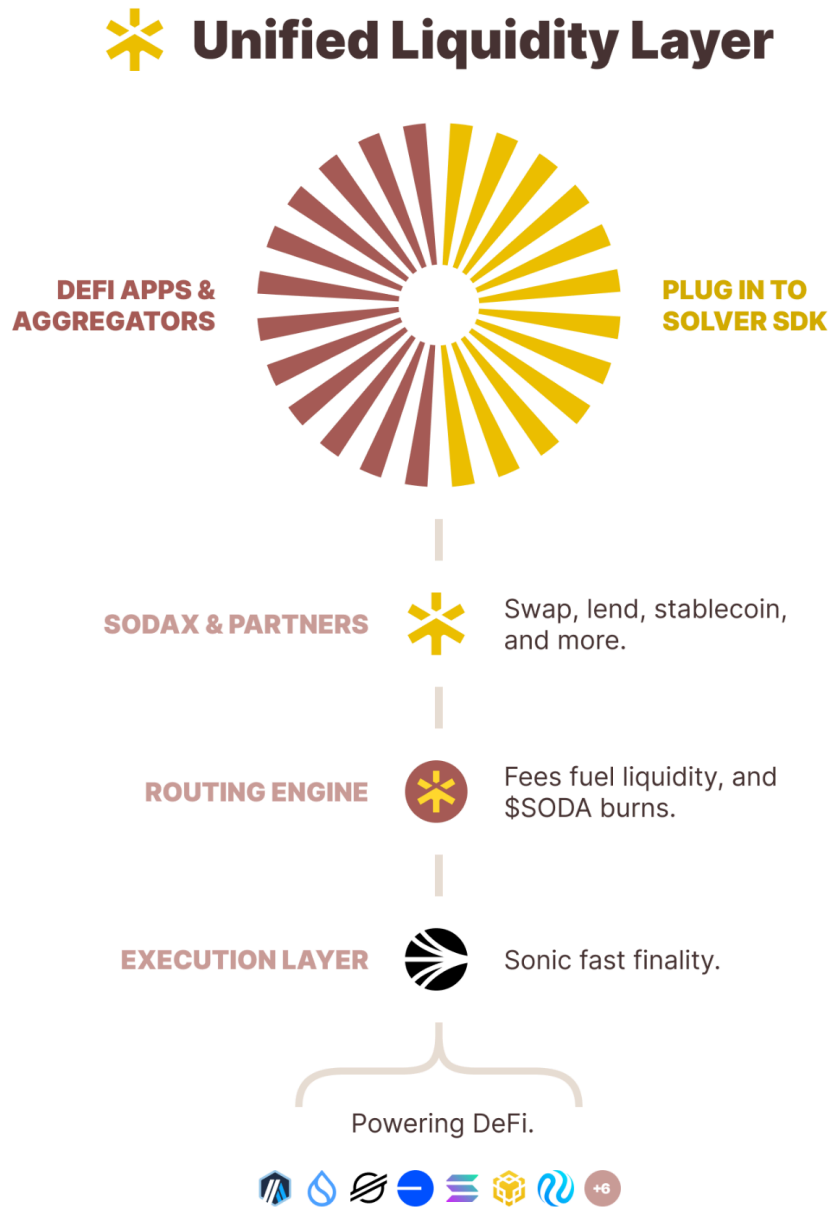 Unified Liquidity Layer
DEFI APPS &
AGGREGATORS
PLUG IN TO
SOLVER SDK
SODAX & PARTNERS
Swap, lend, stablecoin,
and more.
ROUTING ENGINE
Fees fuel liquidity, and
$SODA burns.
EXECUTION LAYER
Sonic fast finality.
Powering DeFi.
+6